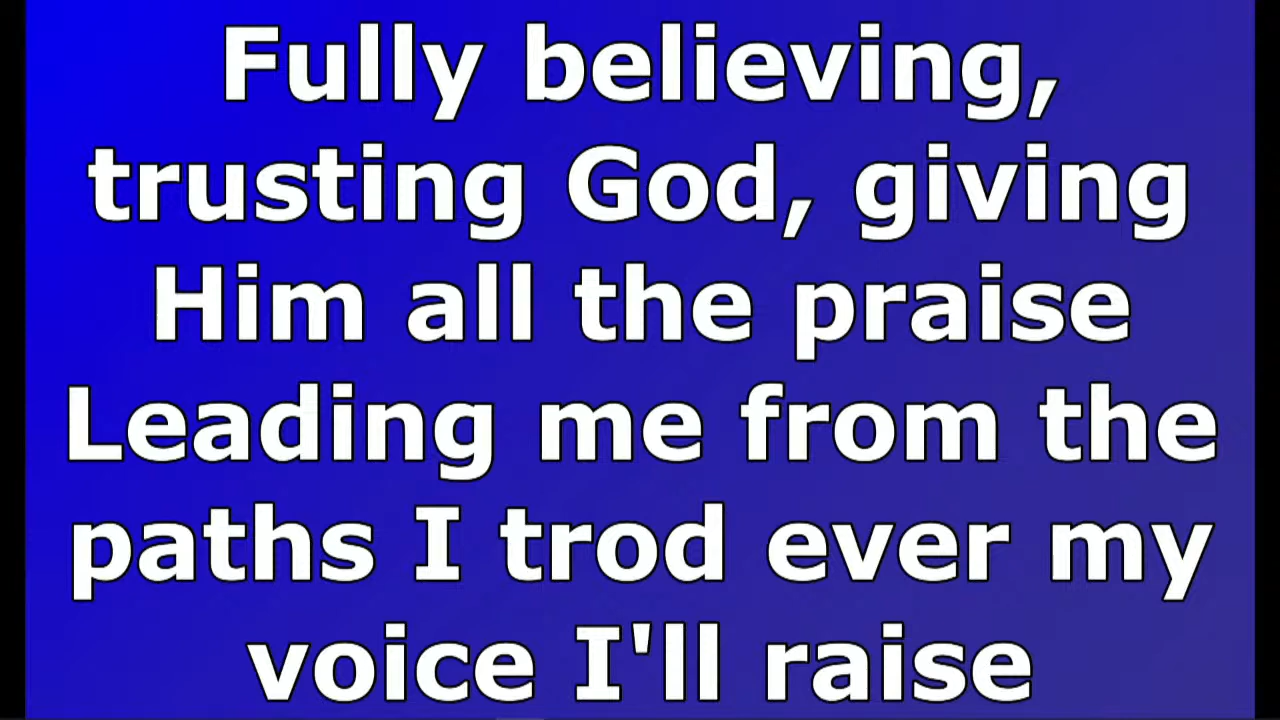 Fully believing,
trusting God, giving
Him all the praise
Leading me from the
paths I trod ever my
voice I'll raise